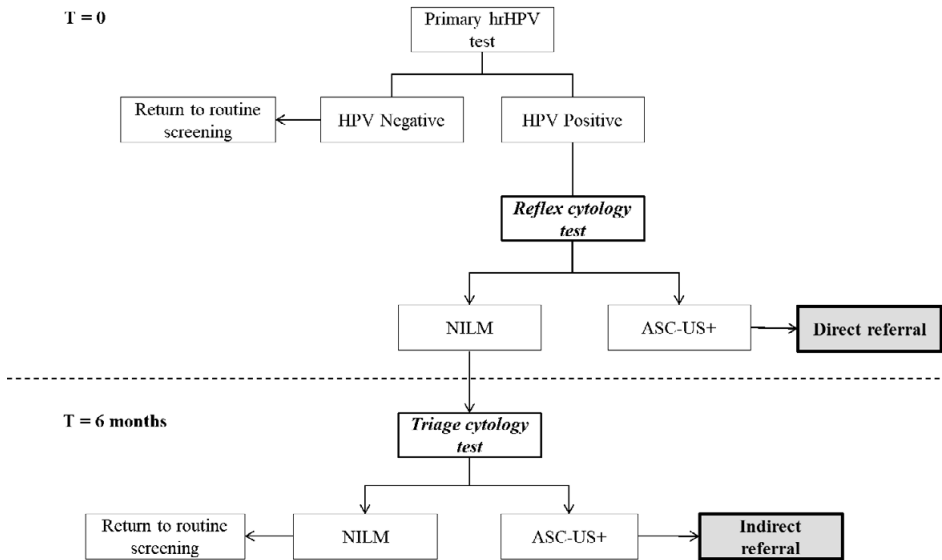 T = 0
Primary hrHPV
test
Return to routine
screening
HPV Negative
HPV Positive
Reflex cytology
test
NILM
ASC-US+
Direct referral
T = 6 months
Triage cytology
test
Return to routine
screening
NILM
ASC-US+
Indirect
referral